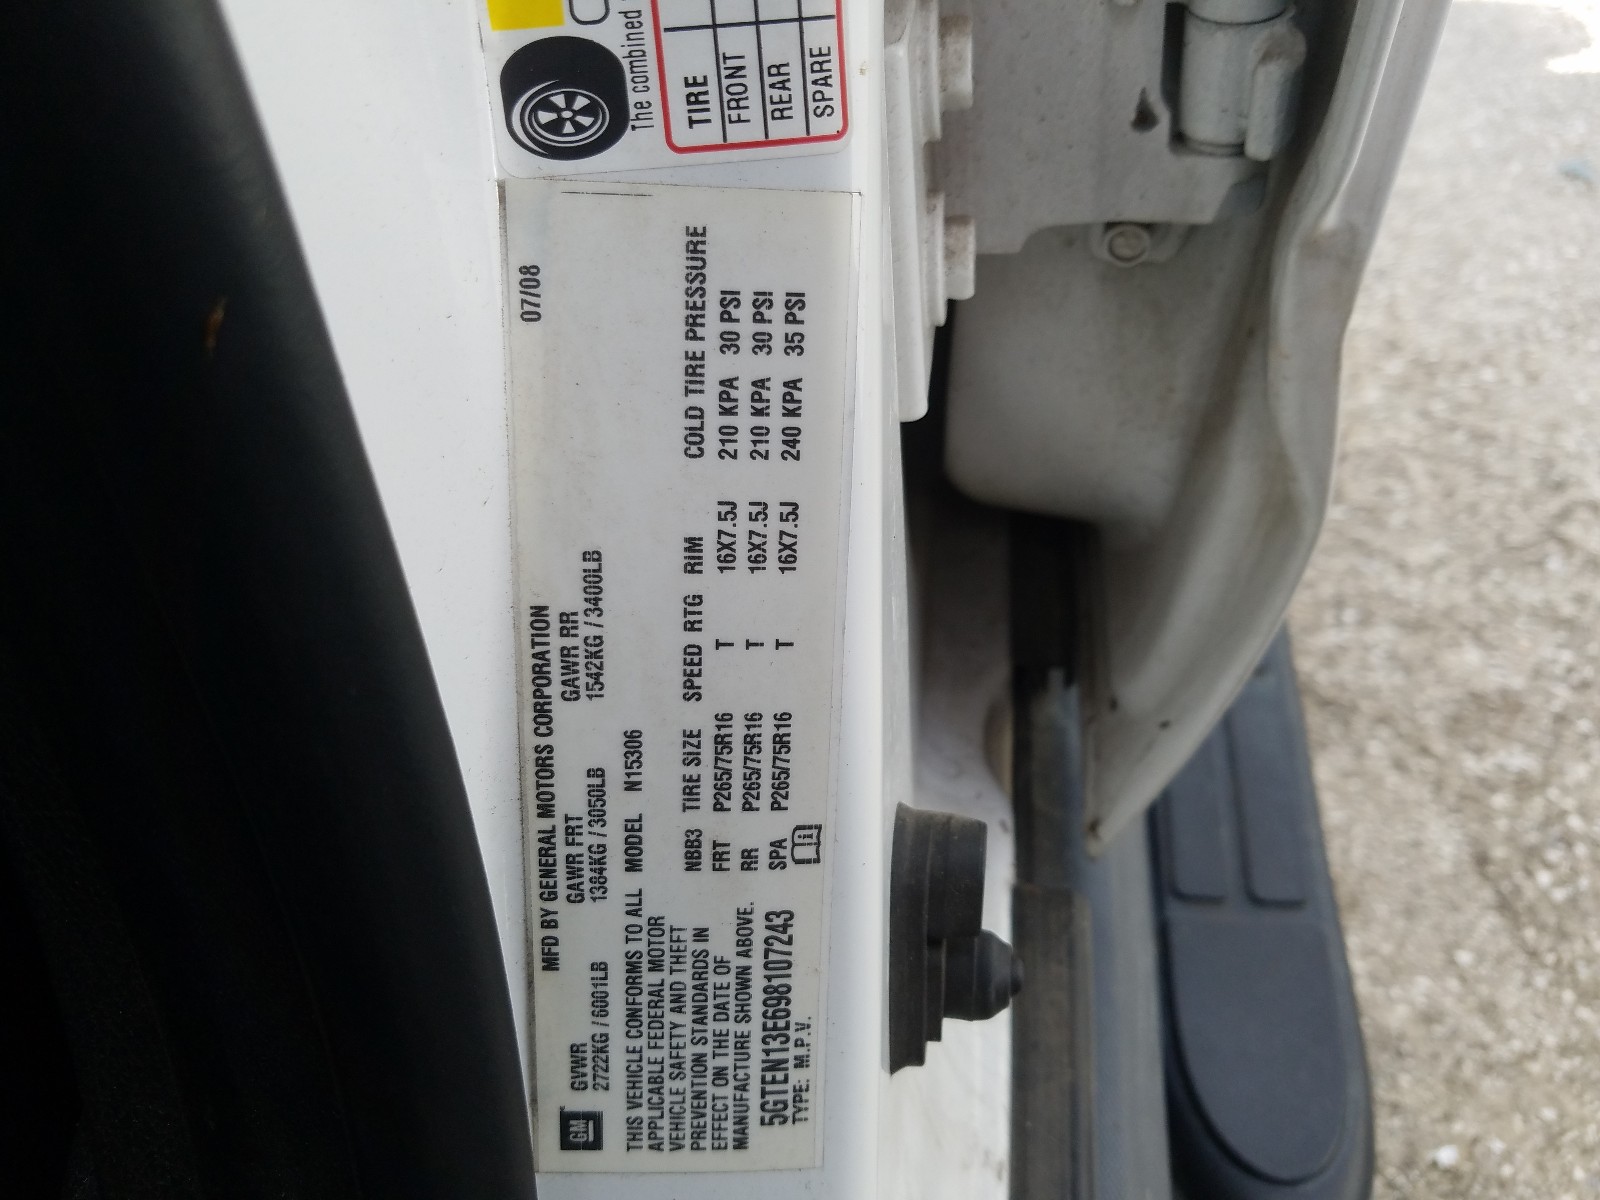 The combined
TIRE
FRONT
REAR
SPARE
07/08
MFD BY GENERAL MOTORS CORPORATION
GM
GVWR GAWR FRT GAWR RR
2722KG / 6001LB 1384KG / 3050LB 1542KG / 3400LB
THIS VEHICLE CONFORMS TO ALL
APPLICABLE FEDERAL MOTOR
VEHICLE SAFETY AND THEFT
PREVENTION STANDARDS IN
EFFECT ON THE DATE OF
MANUFACTURE SHOWN ABOVE.
5GTEN13E698107243
TYPE: M.P.V.
MODEL N15306
NBB3 TIRE SIZE SPEED RTG RIM COLD TIRE PRESSURE
FRT P265/75R16 T 16X7.5J 210 KPA 30 PSI
RR P265/75R16 T 16X7.5J 210 KPA 30 PSI
SPA P265/75R16 T 16X7.5J 240 KPA 35 PSI